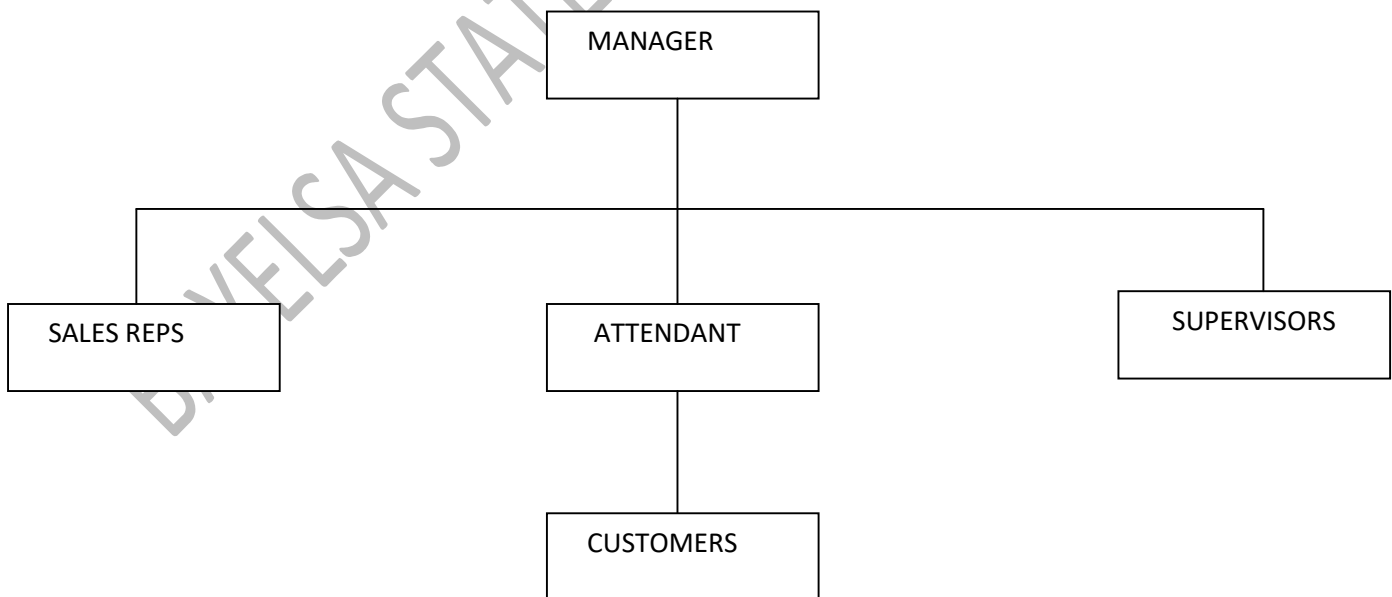 MANAGER
SALES REPS
ATTENDANT
SUPERVISORS
CUSTOMERS